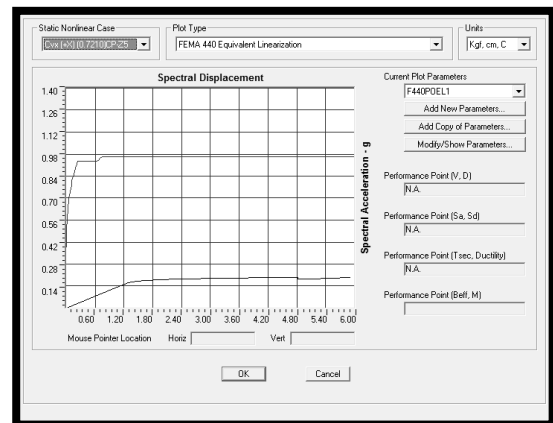 Static Nonlinear Case
Plot Type
Units
Cvx (+X) (0.7210)CP-Z5
FEMA 440 Equivalent Linearization
Kgf, cm, C
Spectral Displacement
Current Plot Parameters
F440POEL1
Add New Parameters...
Add Copy of Parameters...
Modify/Show Parameters...
1.40
1.26
1.12
0.98
0.84
0.70
0.56
0.42
0.28
0.14
Spectral Acceleration - g
Performance Point (V, D)
N.A.
Performance Point (Sa, Sd)
N.A.
Performance Point (Tsec, Ductility)
N.A.
Performance Point (Beff, M)
0.60 1.20 1.80 2.40 3.00 3.60 4.20 4.80 5.40 6.00
Mouse Pointer Location Horiz Vert
OK
Cancel